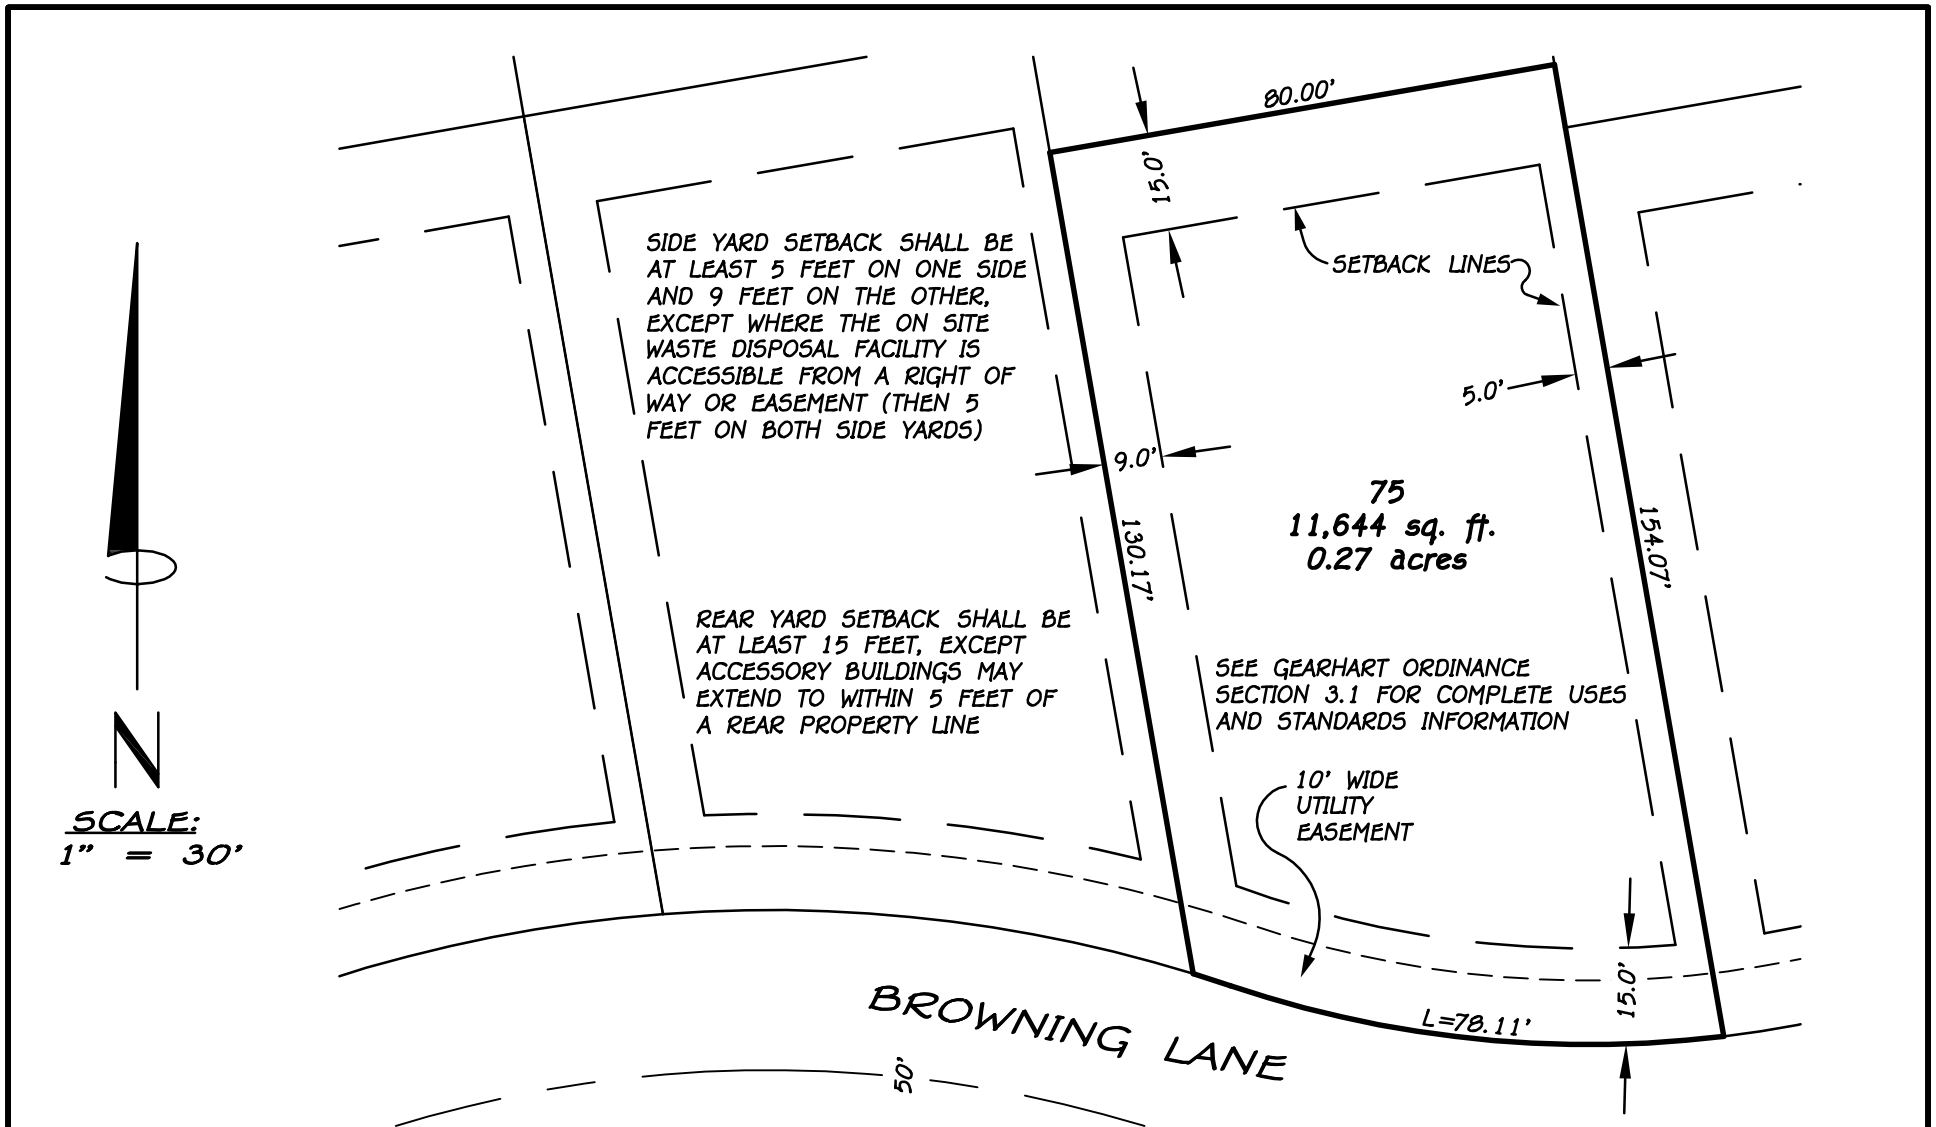 80.00'
15.0'
SIDE YARD SETBACK SHALL BE
AT LEAST 5 FEET ON ONE SIDE
AND 9 FEET ON THE OTHER,
EXCEPT WHERE THE ON SITE
WASTE DISPOSAL FACILITY IS
ACCESSIBLE FROM A RIGHT OF
WAY OR EASEMENT (THEN 5
FEET ON BOTH SIDE YARDS)
SETBACK LINES
5.0'
9.0'
75
11,644 sq. ft.
0.27 acres
130.17'
154.07'
REAR YARD SETBACK SHALL BE
AT LEAST 15 FEET, EXCEPT
ACCESSORY BUILDINGS MAY
EXTEND TO WITHIN 5 FEET OF
A REAR PROPERTY LINE
SEE GEARHART ORDINANCE
SECTION 3.1 FOR COMPLETE USES
AND STANDARDS INFORMATION
10' WIDE
UTILITY
EASEMENT
N
SCALE:
1" = 30'
15.0'
L=78.11'
BROWNING LANE
50'